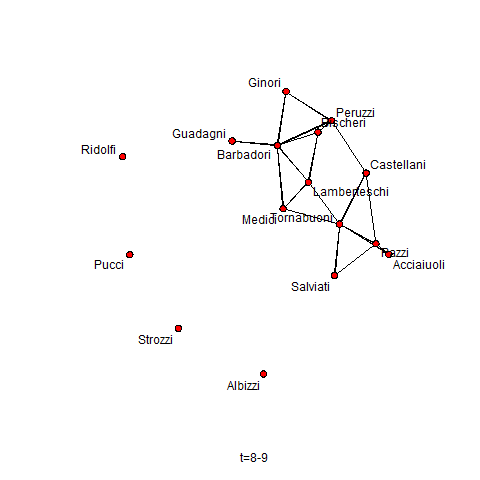 Ginori
Peruzzi
Bischeri
Guadagni
Barbadori
Ridolfi
Castellani
Lamberteschi
Medici
Tornabuoni
Pazzi
Pucci
Acciaiuoli
Salviati
Strozzi
Albizzi
t=8-9